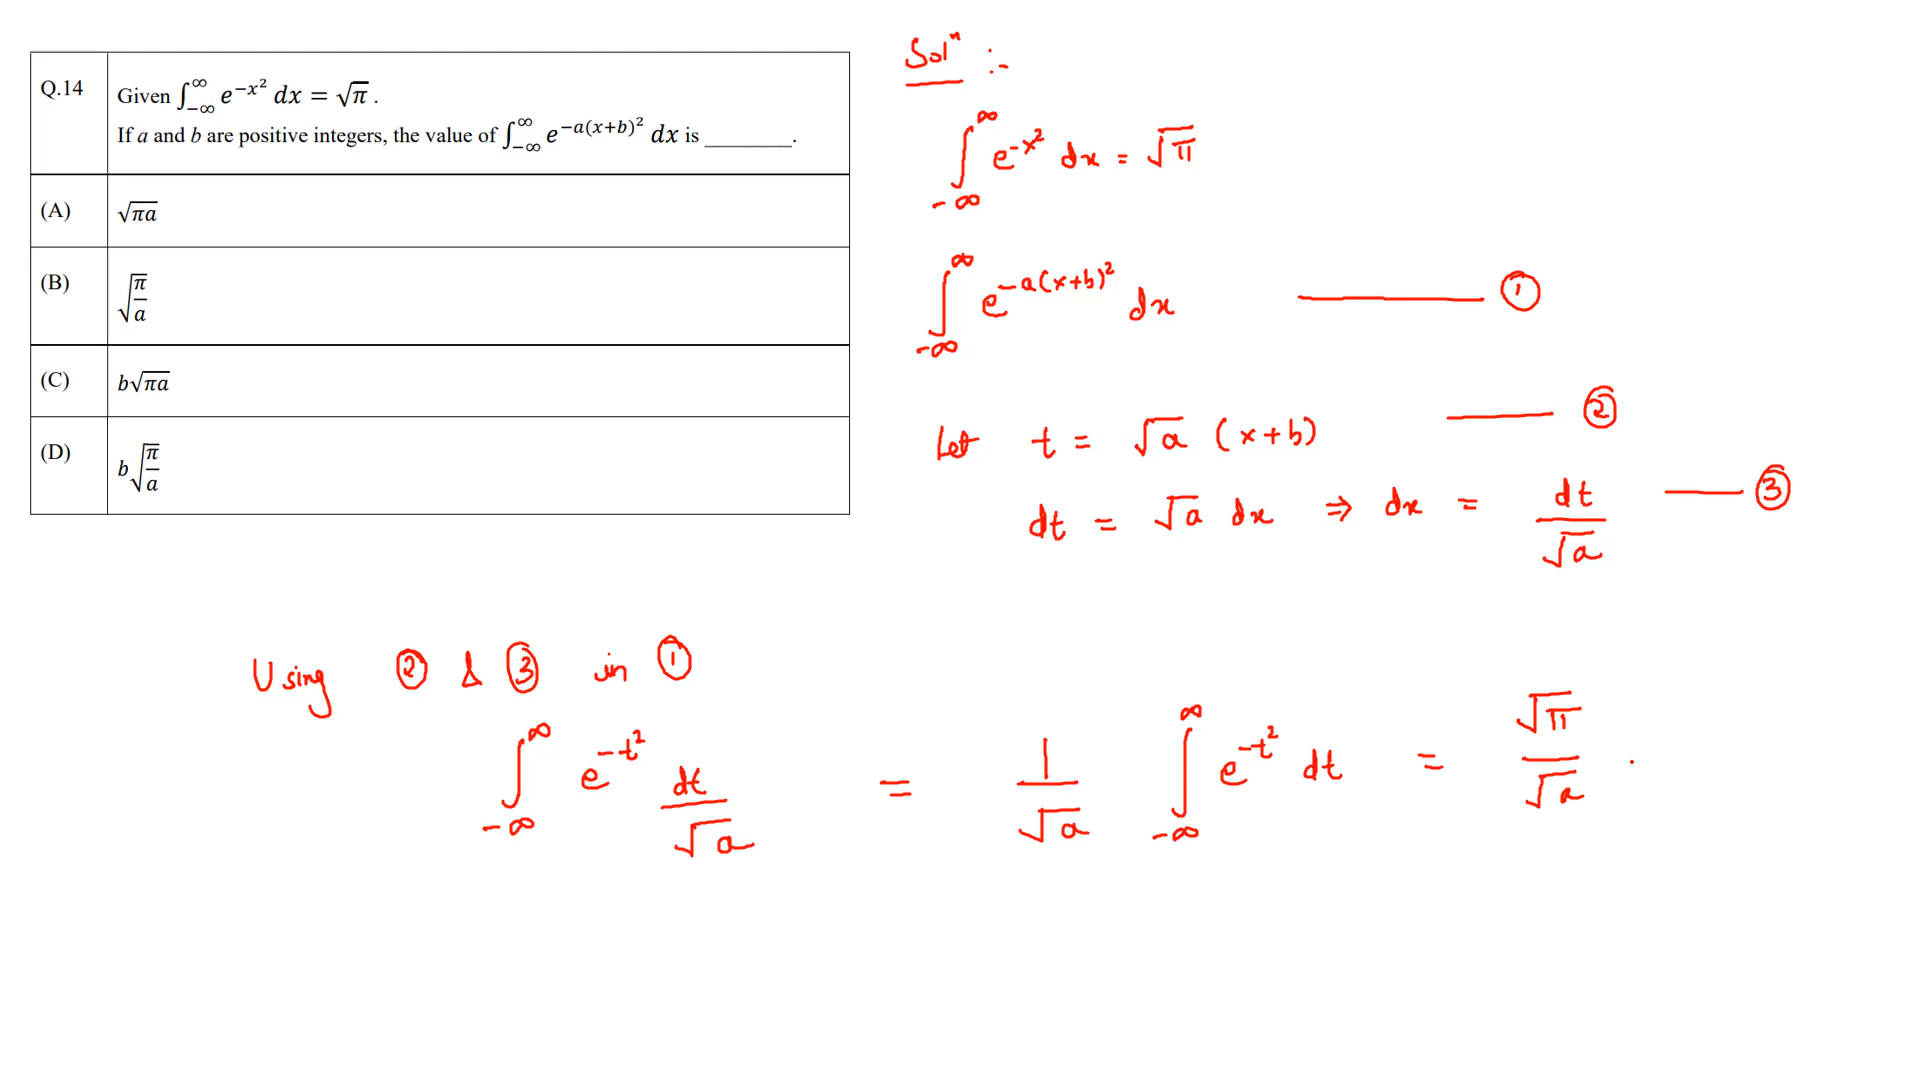 Q.14 Given ∫_{-∞}^{∞} e^{-x²} dx = √π .
If a and b are positive integers, the value of ∫_{-∞}^{∞} e^{-a(x+b)²} dx is ________.
(A) √(πa)
(B) √(π/a)
(C) b√(πa)
(D) b√(π/a)
Solⁿ :-
∫_{-∞}^{∞} e^{-x²} dx = √π
∫_{-∞}^{∞} e^{-a(x+b)²} dx ——— ①
Let t = √a (x+b) ——— ②
dt = √a dx ⇒ dx = dt/√a ——— ③
Using ② & ③ in ①
∫_{-∞}^{∞} e^{-t²} dt/√a = 1/√a ∫_{-∞}^{∞} e^{-t²} dt = √π/√a .